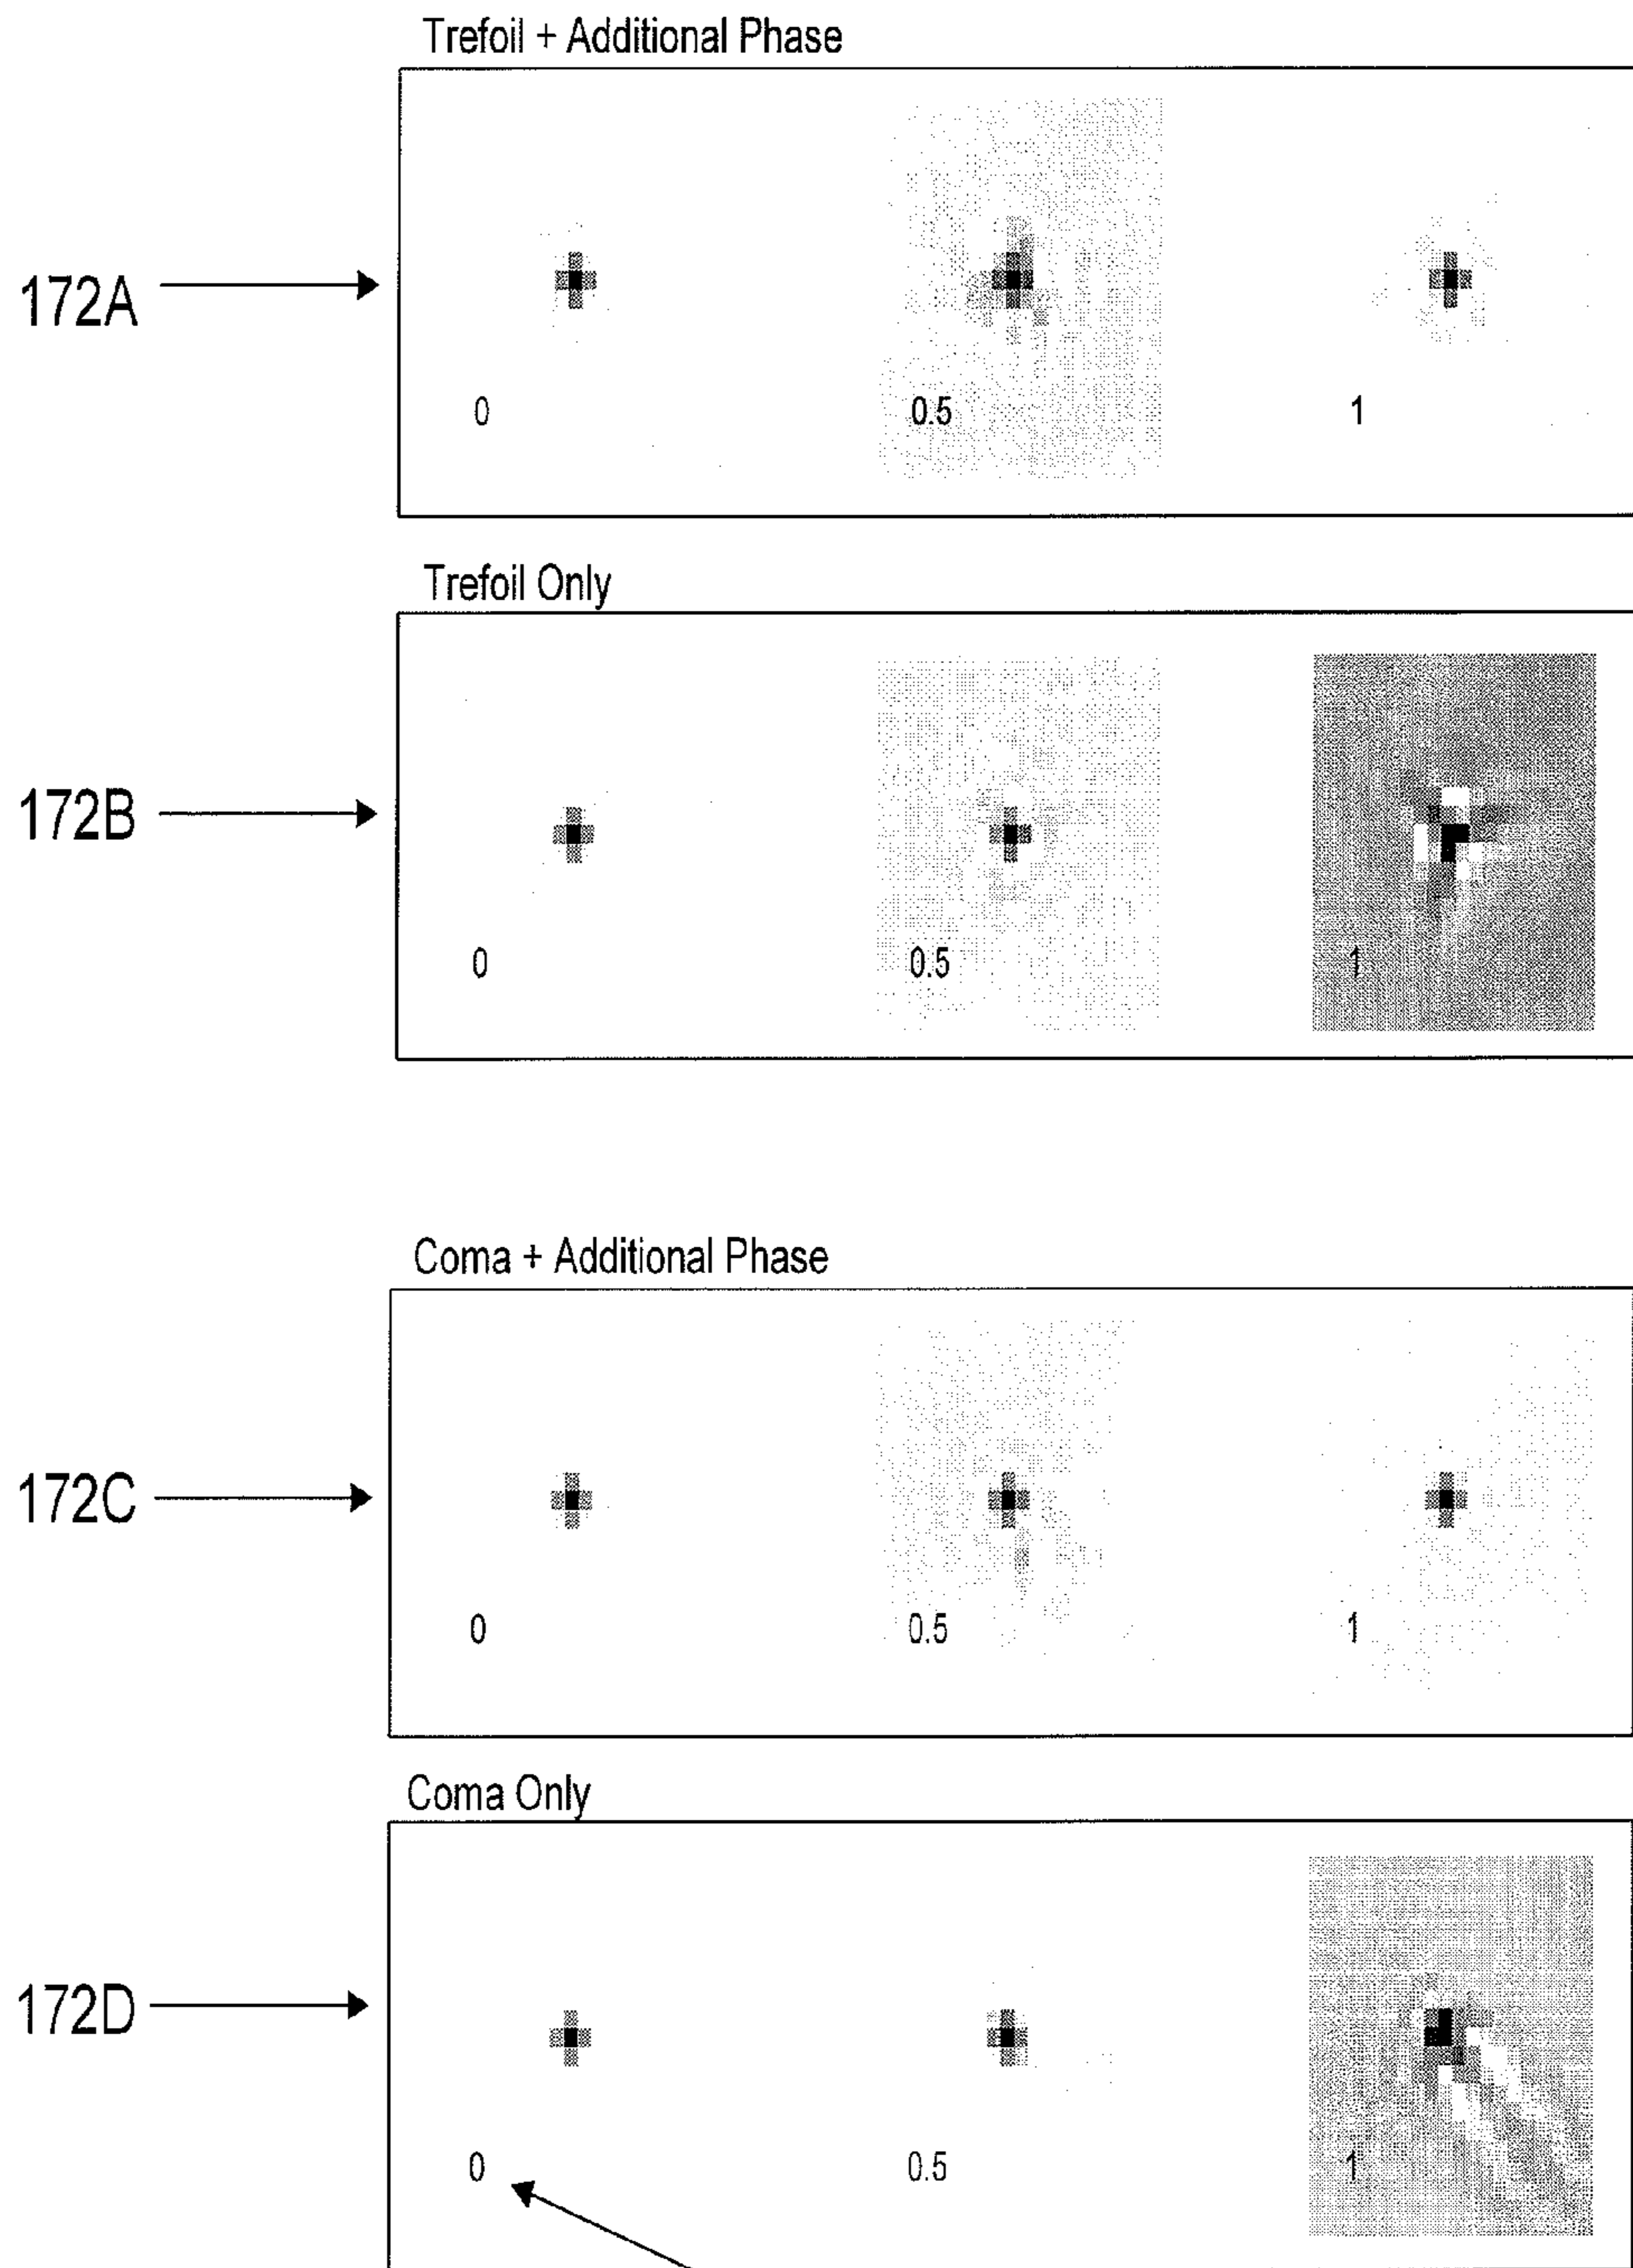 Trefoil + Additional Phase
172A
0 0.5 1
Trefoil Only
172B
0 0.5 1
Coma + Additional Phase
172C
0 0.5 1
Coma Only
172D
0 0.5 1